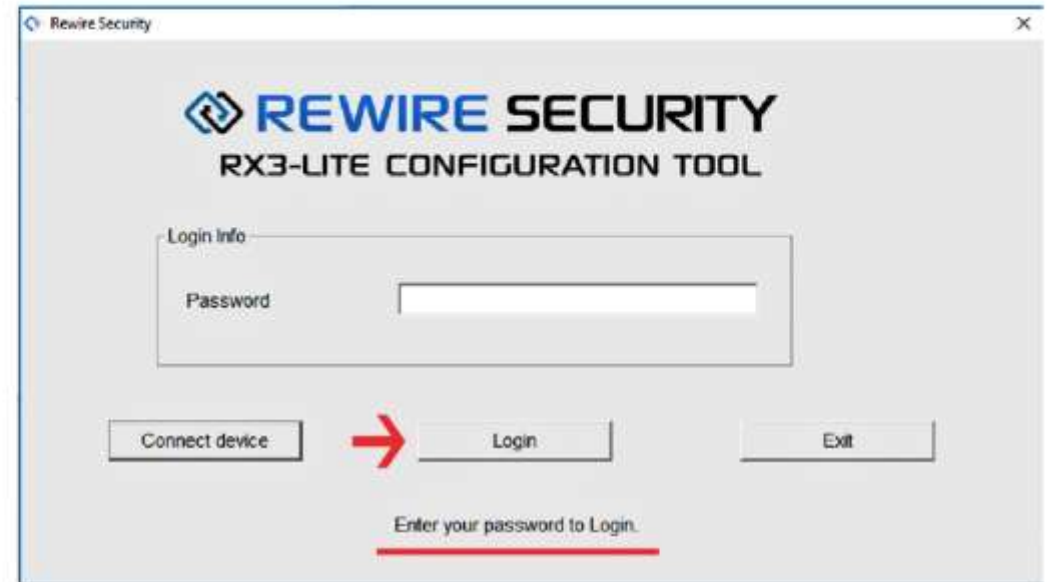 Rewire Security
REWIRE SECURITY
RX3-LITE CONFIGURATION TOOL
Login Info
Password
Connect device
Login
Exit
Enter your password to Login.